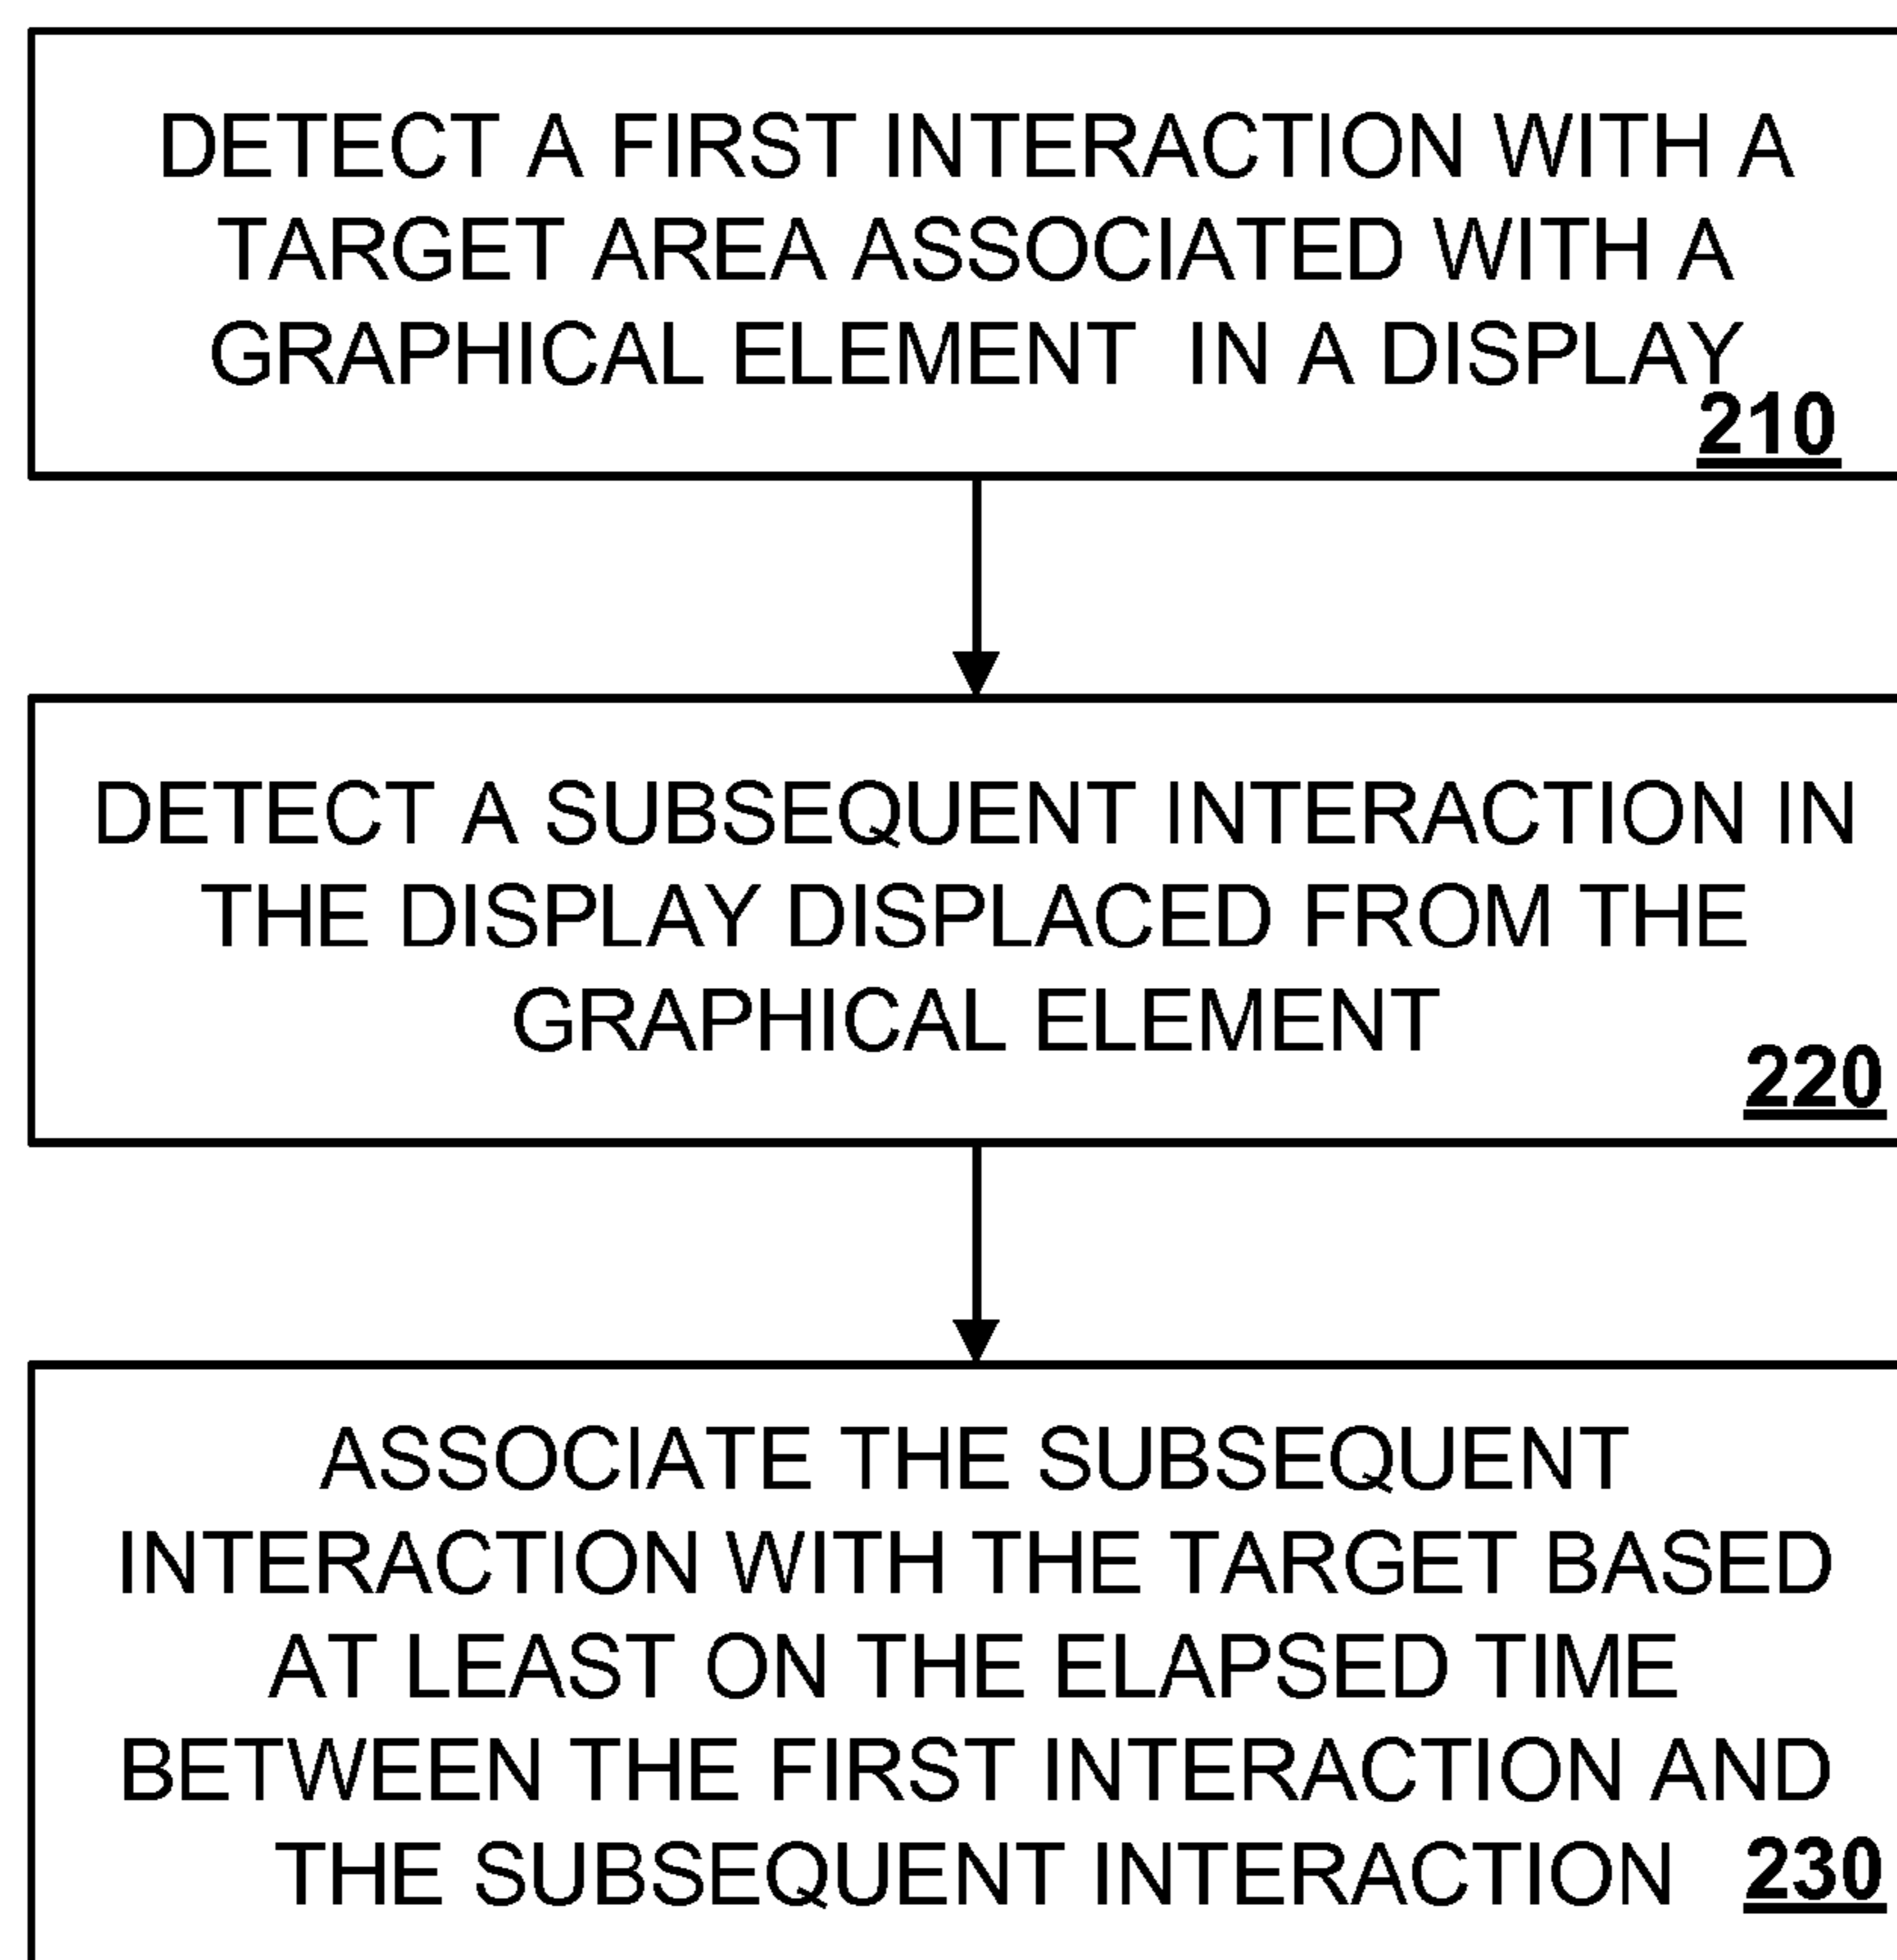 DETECT A FIRST INTERACTION WITH A
TARGET AREA ASSOCIATED WITH A
GRAPHICAL ELEMENT IN A DISPLAY
210
DETECT A SUBSEQUENT INTERACTION IN
THE DISPLAY DISPLACED FROM THE
GRAPHICAL ELEMENT
220
ASSOCIATE THE SUBSEQUENT
INTERACTION WITH THE TARGET BASED
AT LEAST ON THE ELAPSED TIME
BETWEEN THE FIRST INTERACTION AND
THE SUBSEQUENT INTERACTION 230